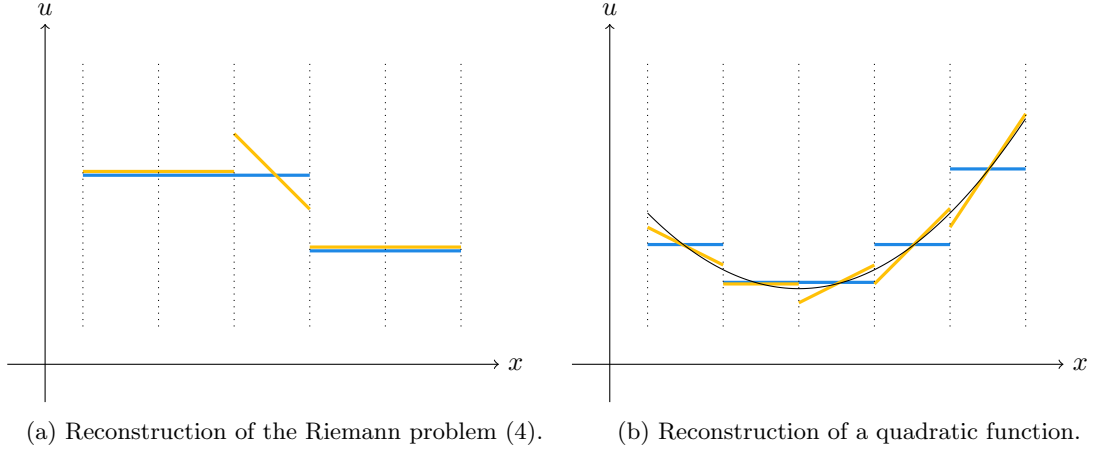 u
x
u
x
(a) Reconstruction of the Riemann problem (4).
(b) Reconstruction of a quadratic function.